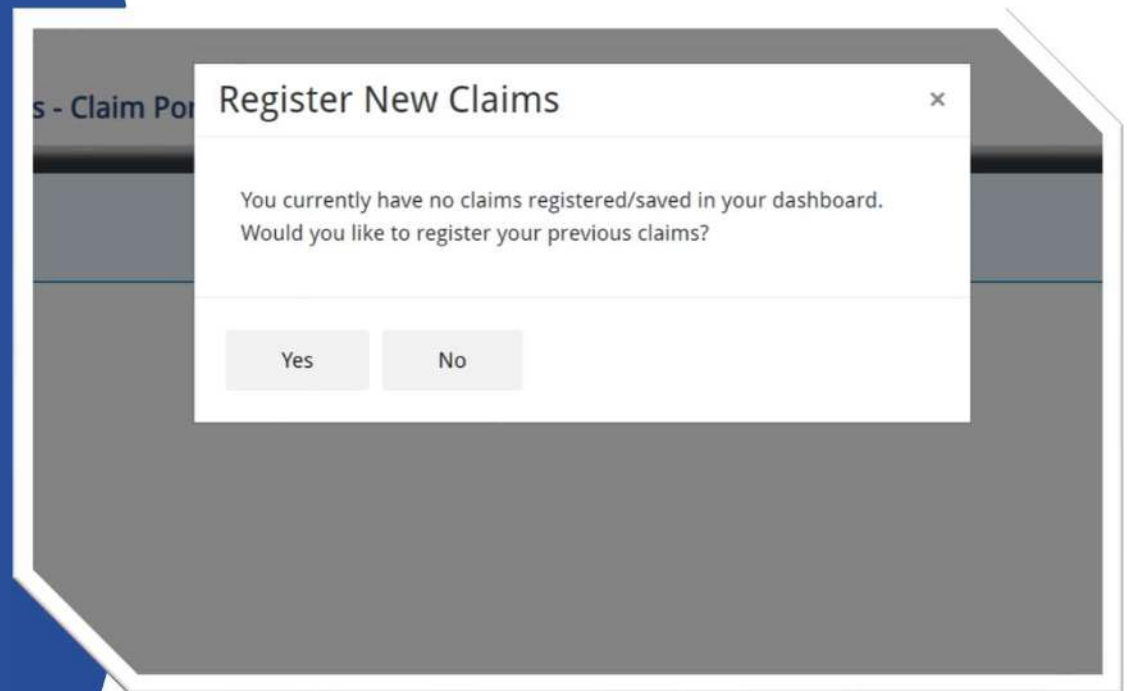 s - Claim Por
Register New Claims
×
You currently have no claims registered/saved in your dashboard.
Would you like to register your previous claims?
Yes
No